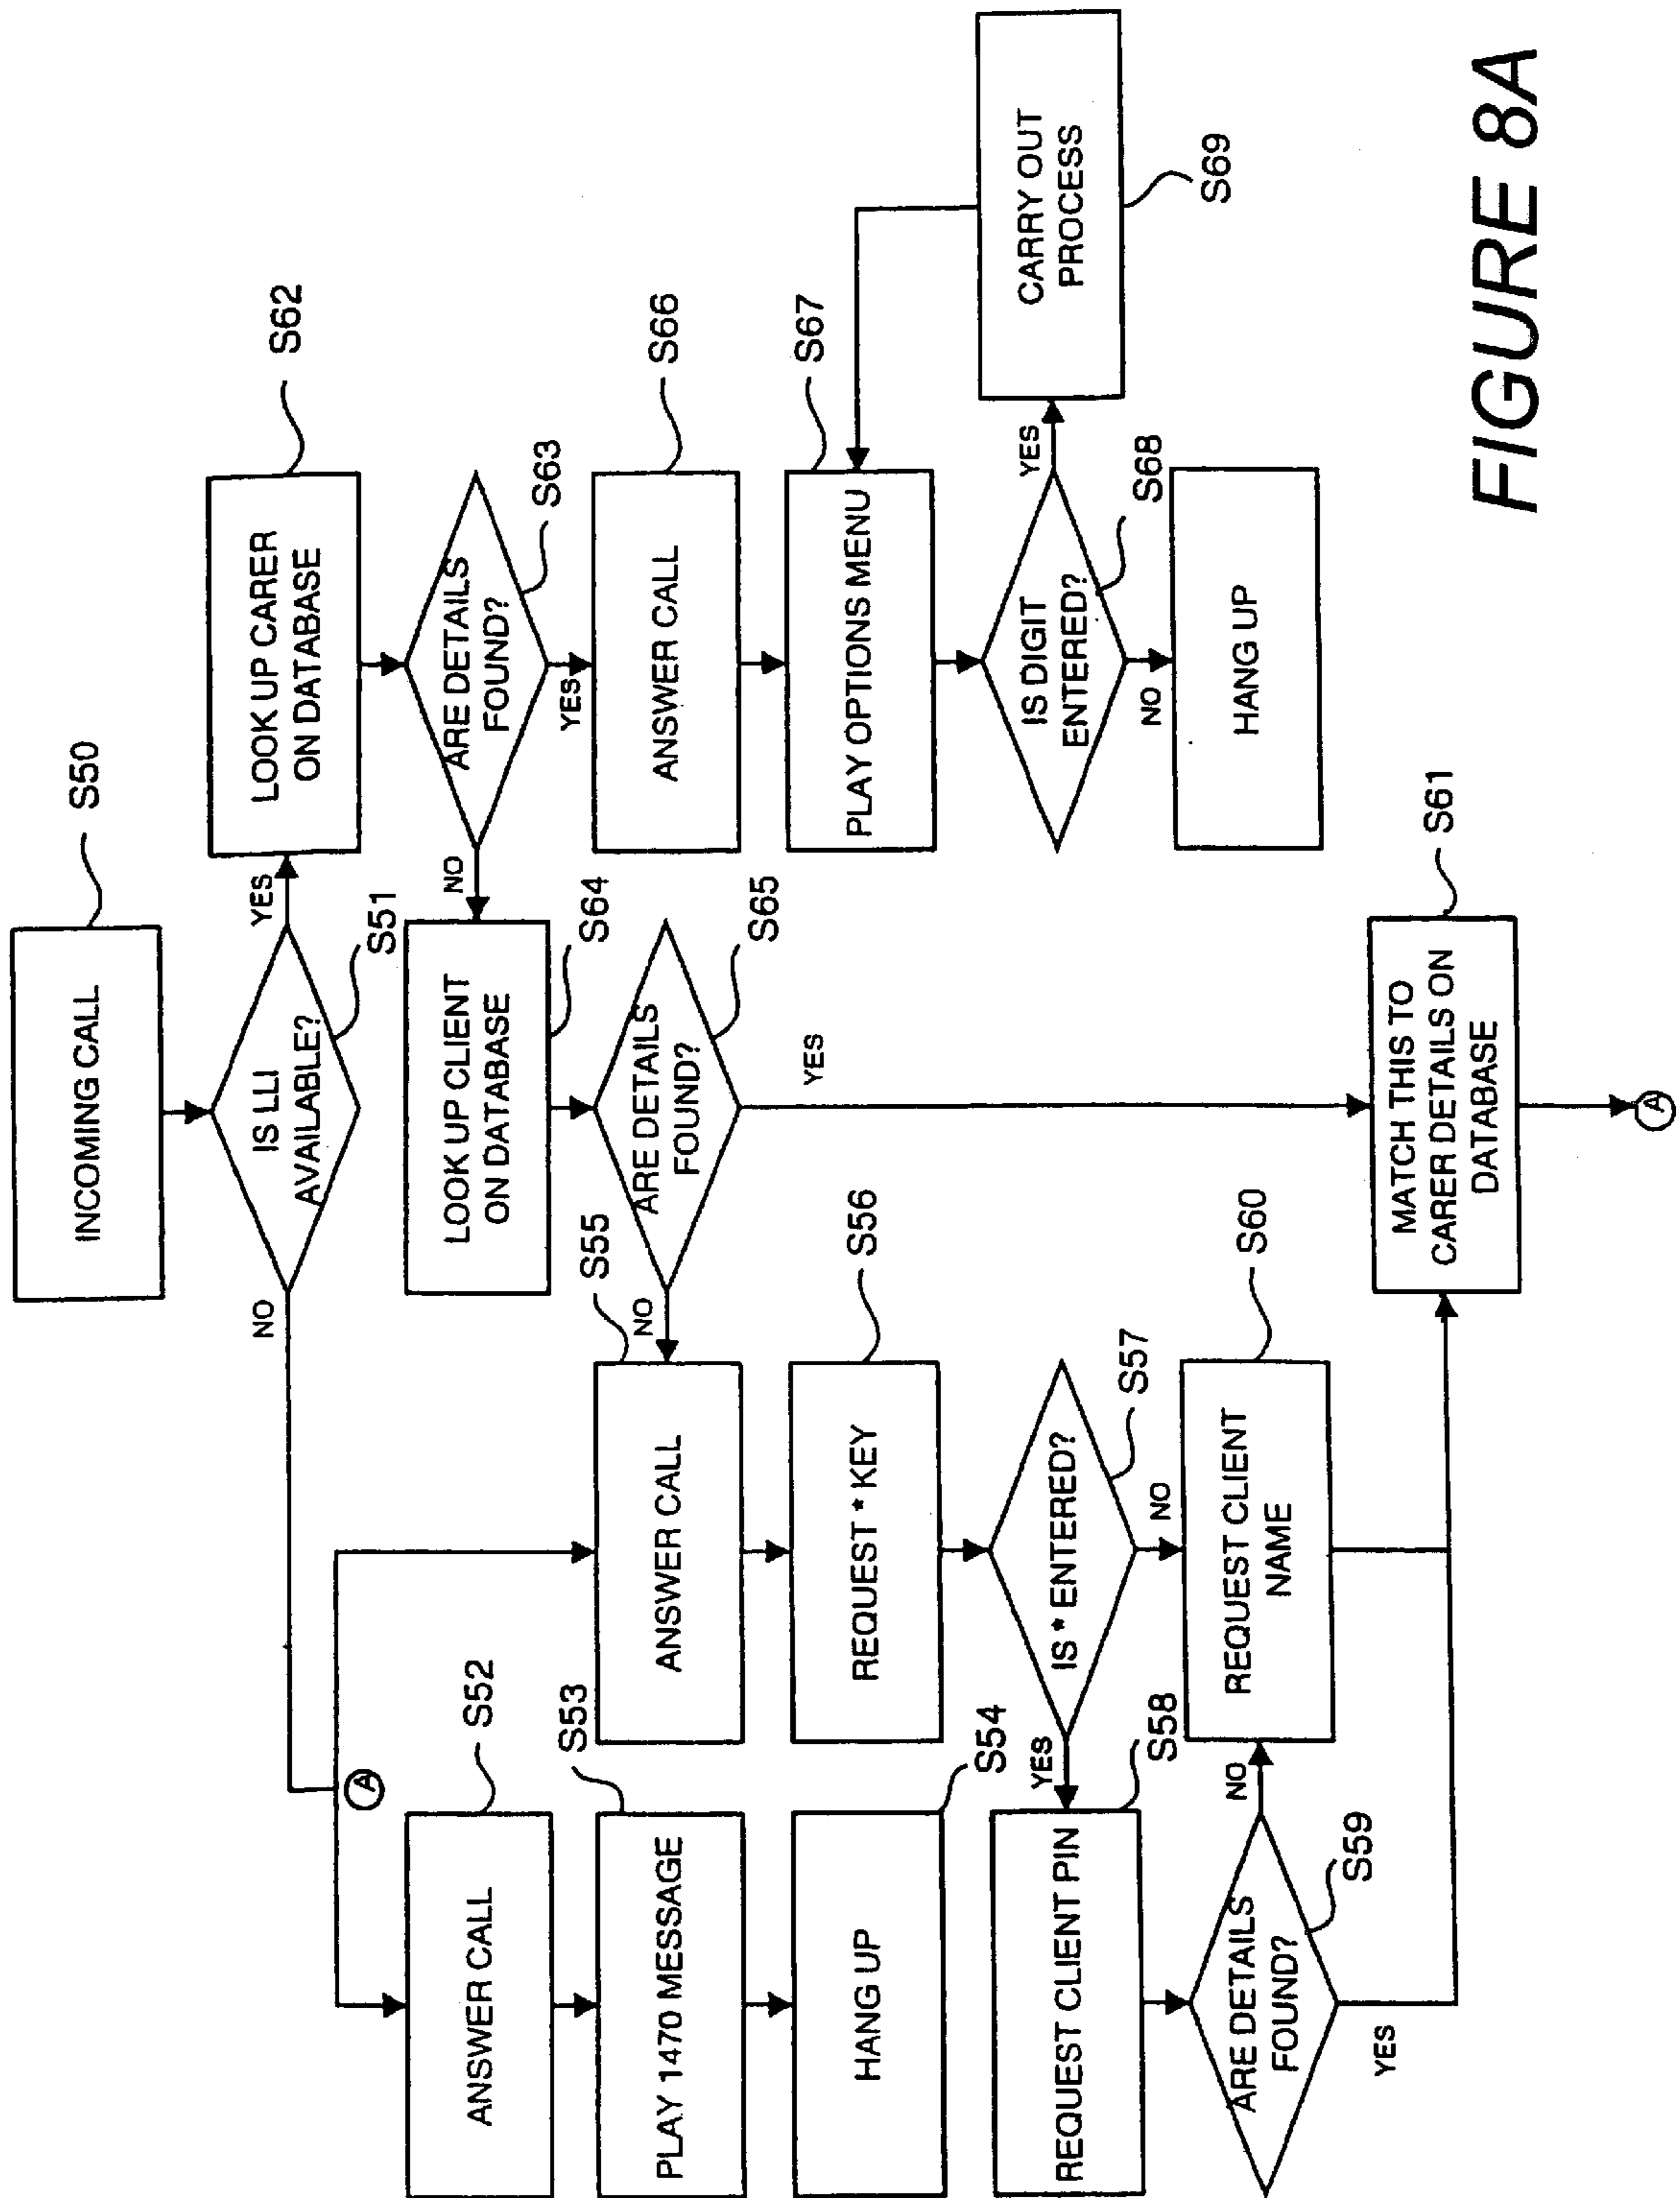 INCOMING CALL
S50
IS LLI
AVAILABLE?
S51
NO
YES
LOOK UP CARER
ON DATABASE
S62
ARE DETAILS
FOUND?
S63
NO
YES
LOOK UP CLIENT
ON DATABASE
S64
ARE DETAILS
FOUND?
S65
NO
YES
ANSWER CALL
S66
PLAY OPTIONS MENU
S67
IS DIGIT
ENTERED?
S68
YES
NO
CARRY OUT
PROCESS
S69
HANG UP
A
ANSWER CALL
S52
PLAY 1470 MESSAGE
S53
HANG UP
S54
ANSWER CALL
S55
REQUEST * KEY
S56
IS * ENTERED?
S57
YES
NO
REQUEST CLIENT PIN
S58
ARE DETAILS
FOUND?
S59
NO
YES
REQUEST CLIENT
NAME
S60
MATCH THIS TO
CARER DETAILS ON
DATABASE
S61
A
FIGURE 8A